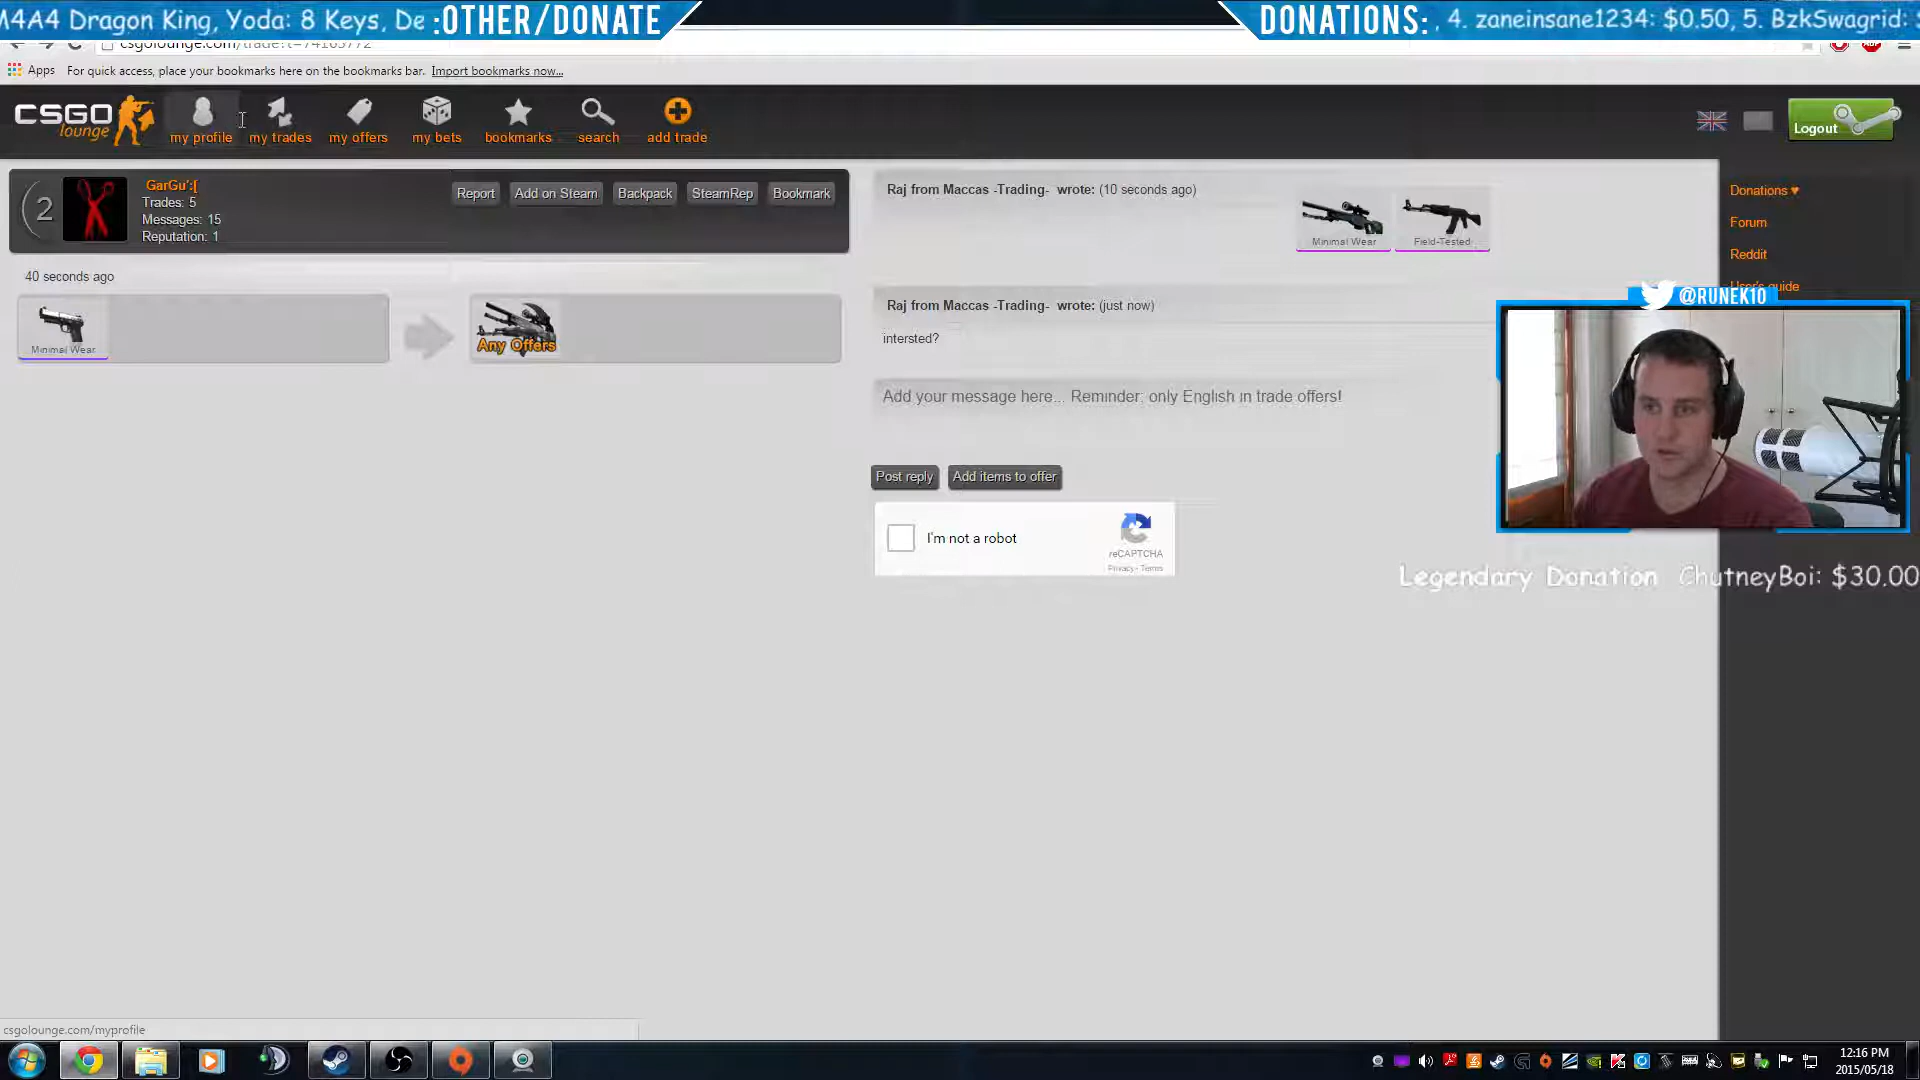 M4A4 Dragon King, Yoda: 8 Keys, De :OTHER/DONATE
DONATIONS: , 4. zaneinsane1234: $0.50, 5. BzkSwagrid:
Apps For quick access, place your bookmarks here on the bookmarks bar. Import bookmarks now...
CSGO lounge
my profile my trades my offers my bets bookmarks search add trade
Logout
2
GarGu':[
Trades: 5
Messages: 15
Reputation: 1
Report Add on Steam Backpack SteamRep Bookmark
40 seconds ago
Minimal Wear
Any Offers
Raj from Maccas -Trading- wrote: (10 seconds ago)
Minimal Wear Field-Tested
Raj from Maccas -Trading- wrote: (just now)
intersted?
Add your message here... Reminder: only English in trade offers!
Post reply Add items to offer
I'm not a robot
reCAPTCHA
Privacy - Terms
Donations ♥
Forum
Reddit
User's guide
@RUNEK10
Legendary Donation ChutneyBoi: $30.00
csgolounge.com/myprofile
12:16 PM
2015/05/18